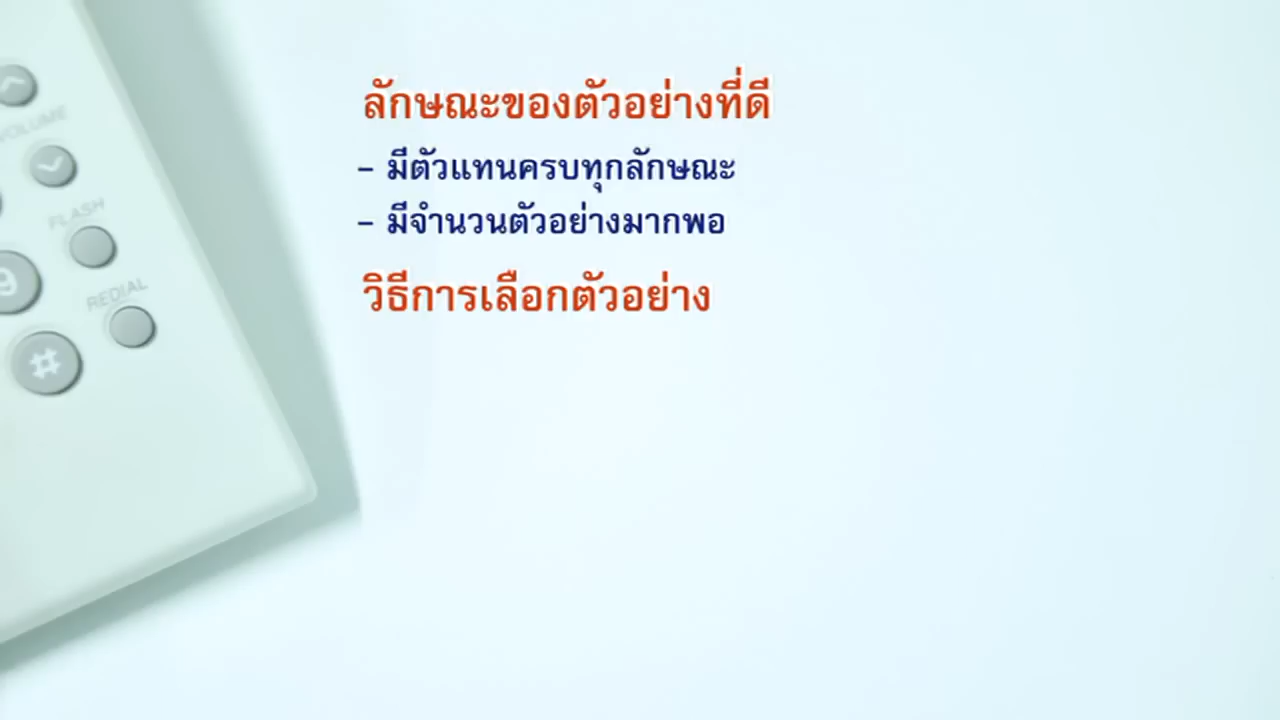 VOLUME
FLASH
9
REDIAL
#
ลักษณะของตัวอย่างที่ดี
- มีตัวแทนครบทุกลักษณะ
- มีจำนวนตัวอย่างมากพอ
วิธีการเลือกตัวอย่าง